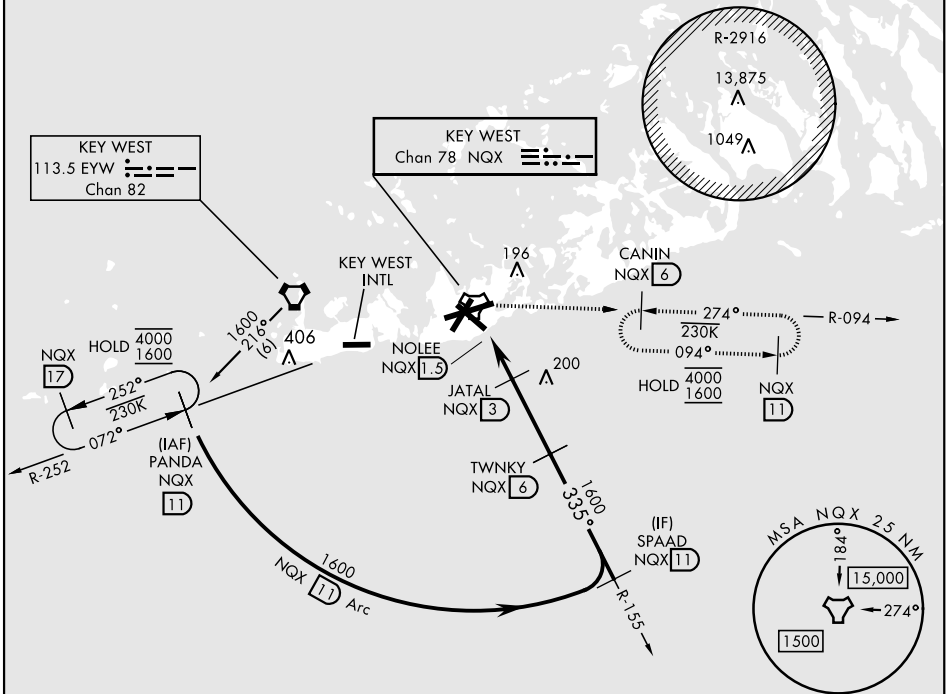 R-2916
13,875
1049
KEY WEST
113.5 EYW
Chan 82
KEY WEST
Chan 78 NQX
196
CANIN
NQX 6
KEY WEST
INTL
1600
216°
(6)
406
274°
230K
094°
R-094
HOLD 4000
1600
NQX
11
NOLEE
NQX 1.5
JATAL
NQX 3
200
HOLD 4000
1600
NQX
17
252°
230K
072°
R-252
(IAF)
PANDA
NQX
11
TWNKY
NQX 6
1600
335°
(IF)
SPAAD
NQX 11
R-155
1600
NQX 11 Arc
MSA NQX 25 NM
184°
15,000
274°
1500